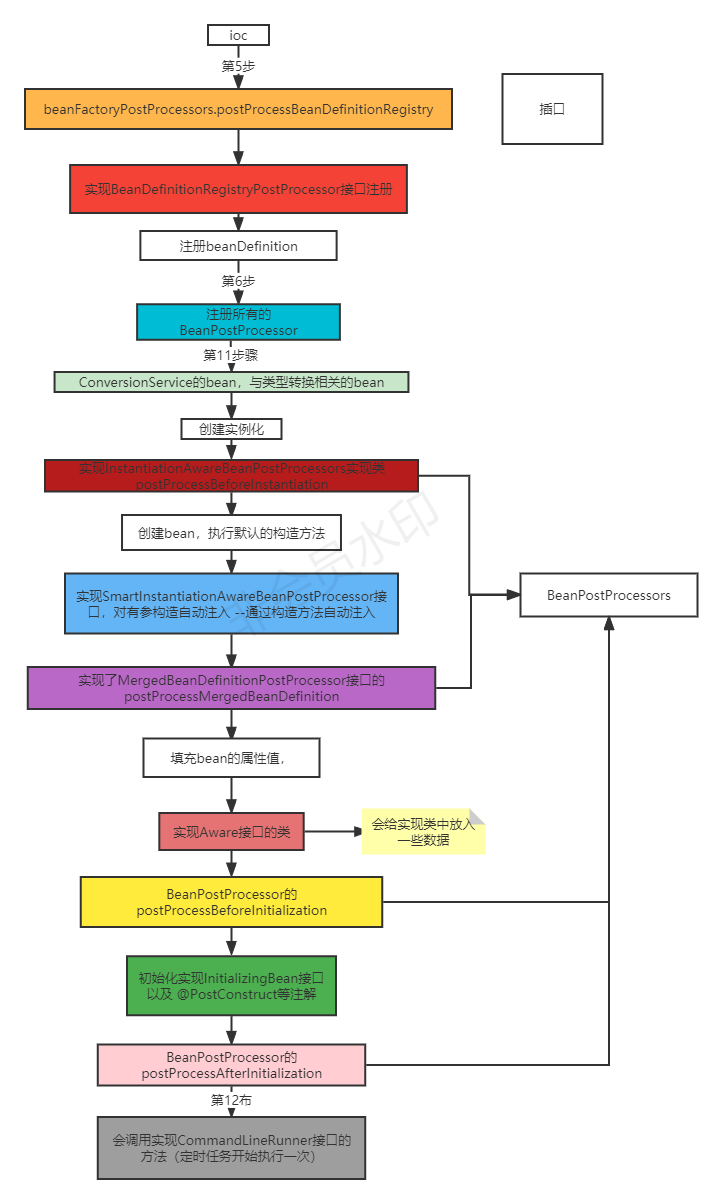 ioc
第5步
beanFactoryPostProcessors.postProcessBeanDefinitionRegistry
插口
实现BeanDefinitionRegistryPostProcessor接口注册
注册beanDefinition
第6步
注册所有的
BeanPostProcessor
第11步骤
ConversionService的bean，与类型转换相关的bean
创建实例化
实现InstantiationAwareBeanPostProcessors实现类
postProcessBeforeInstantiation
创建bean，执行默认的构造方法
实现SmartInstantiationAwareBeanPostProcessor接
口，对有参构造自动注入 --通过构造方法自动注入
BeanPostProcessors
实现了MergedBeanDefinitionPostProcessor接口的
postProcessMergedBeanDefinition
填充bean的属性值，
实现Aware接口的类
会给实现类中放入
一些数据
BeanPostProcessor的
postProcessBeforeInitialization
初始化实现InitializingBean接口
以及 @PostConstruct等注解
BeanPostProcessor的
postProcessAfterInitialization
第12布
会调用实现CommandLineRunner接口的
方法（定时任务开始执行一次）
非会员水印